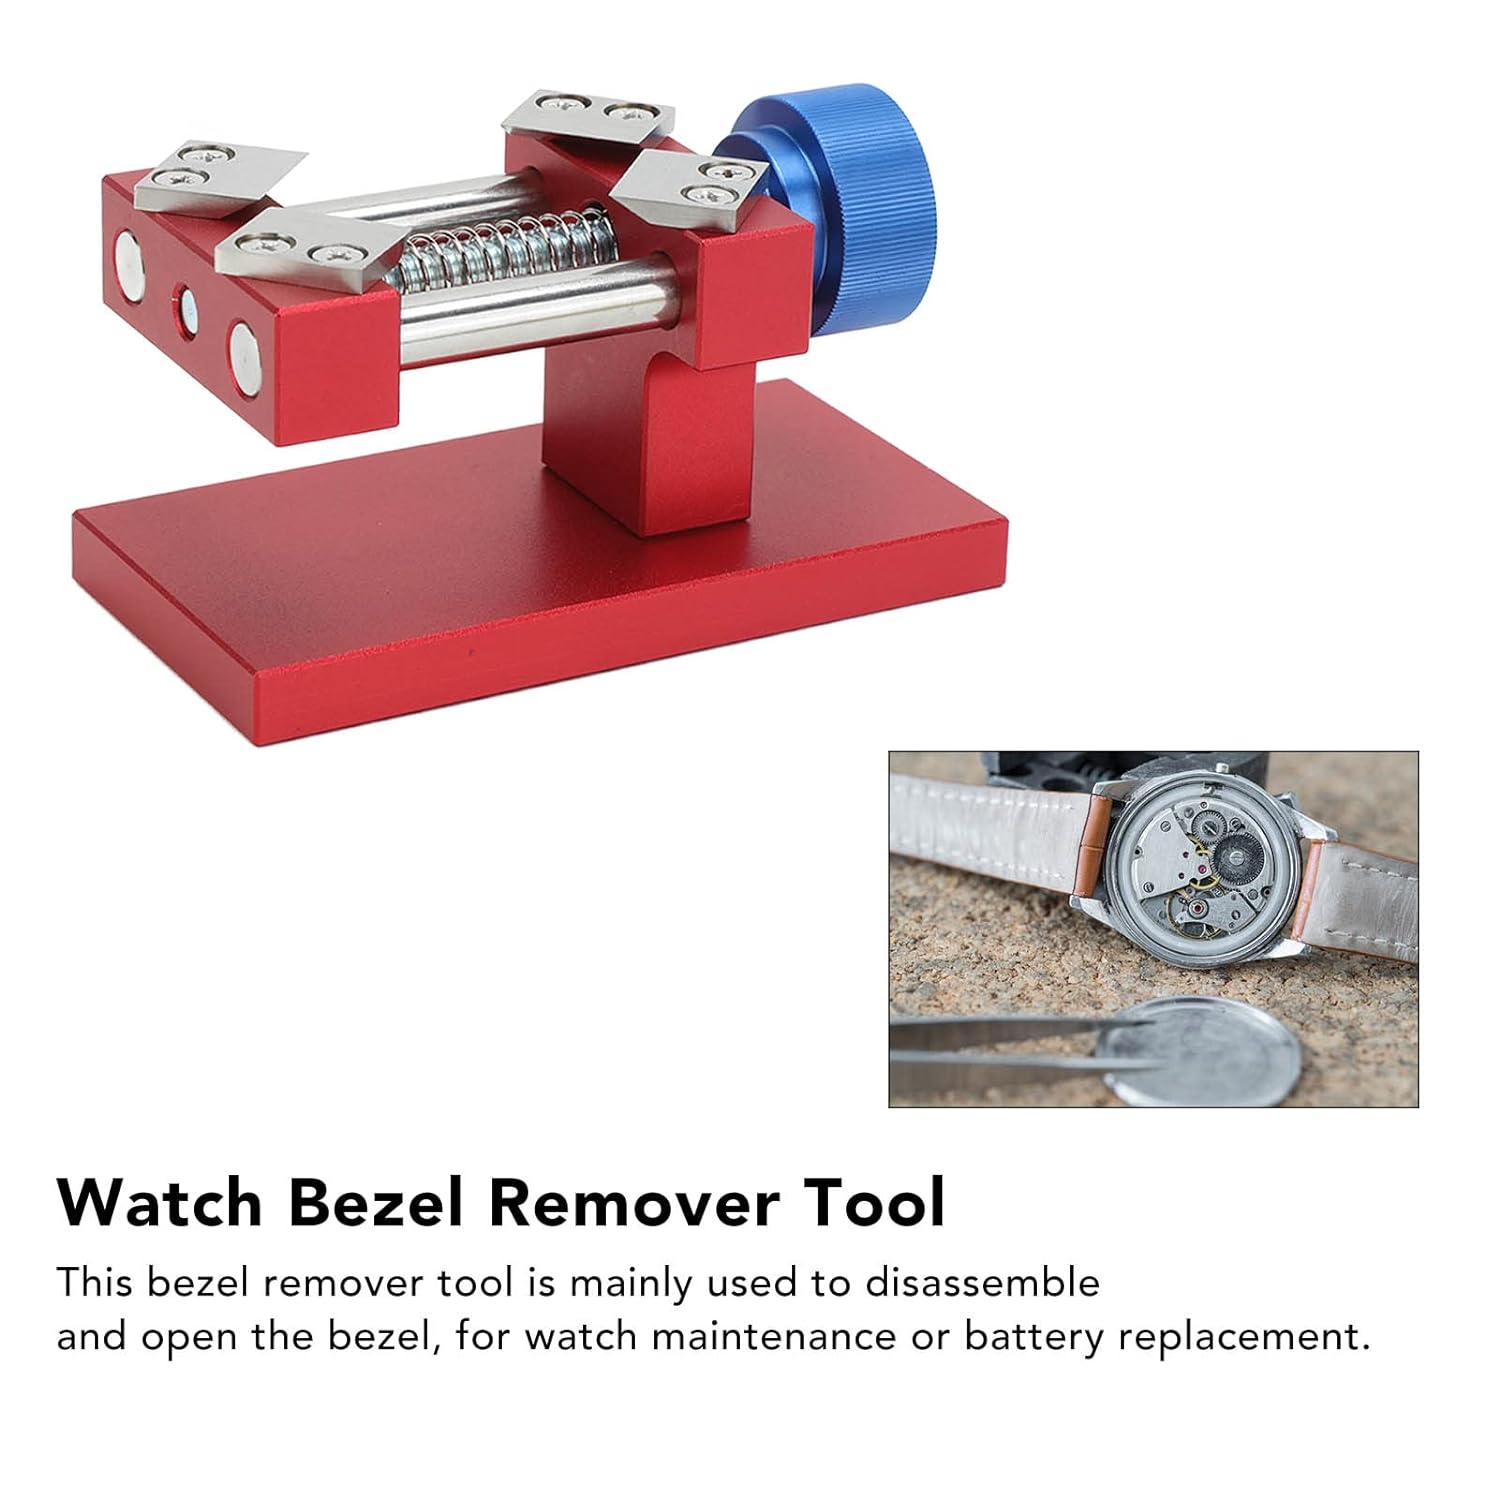 Watch Bezel Remover Tool
This bezel remover tool is mainly used to disassemble
and open the bezel, for watch maintenance or battery replacement.